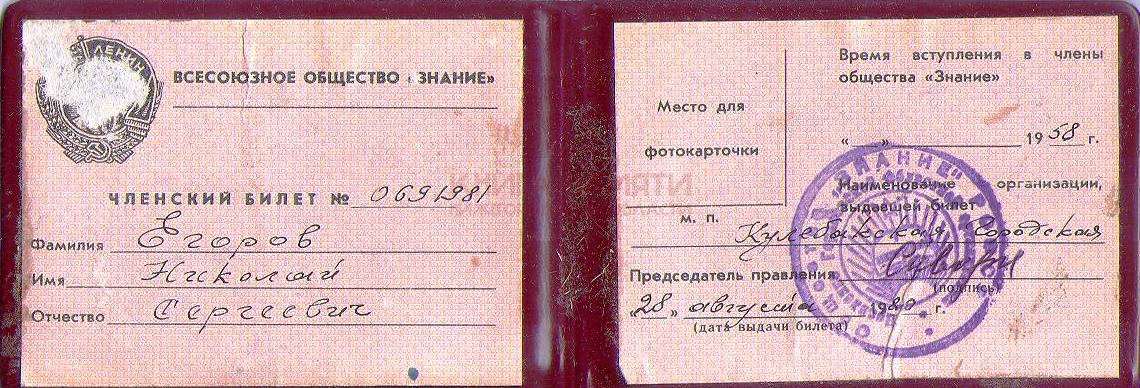 ЛЕНИН
ВСЕСОЮЗНОЕ ОБЩЕСТВО «ЗНАНИЕ»
ЧЛЕНСКИЙ БИЛЕТ № 0691981
Фамилия Егоров
Имя Николай
Отчество Сергеевич
Место для
фотокарточки
м. п.
Время вступления в члены
общества «Знание»
«__» 1958 г.
Наименование организации,
выдавшей билет
Кулебакская Городская
Председатель правления
(подпись)
«28» августа 1980 г.
(дата выдачи билета)
"ЗНАНИЕ"